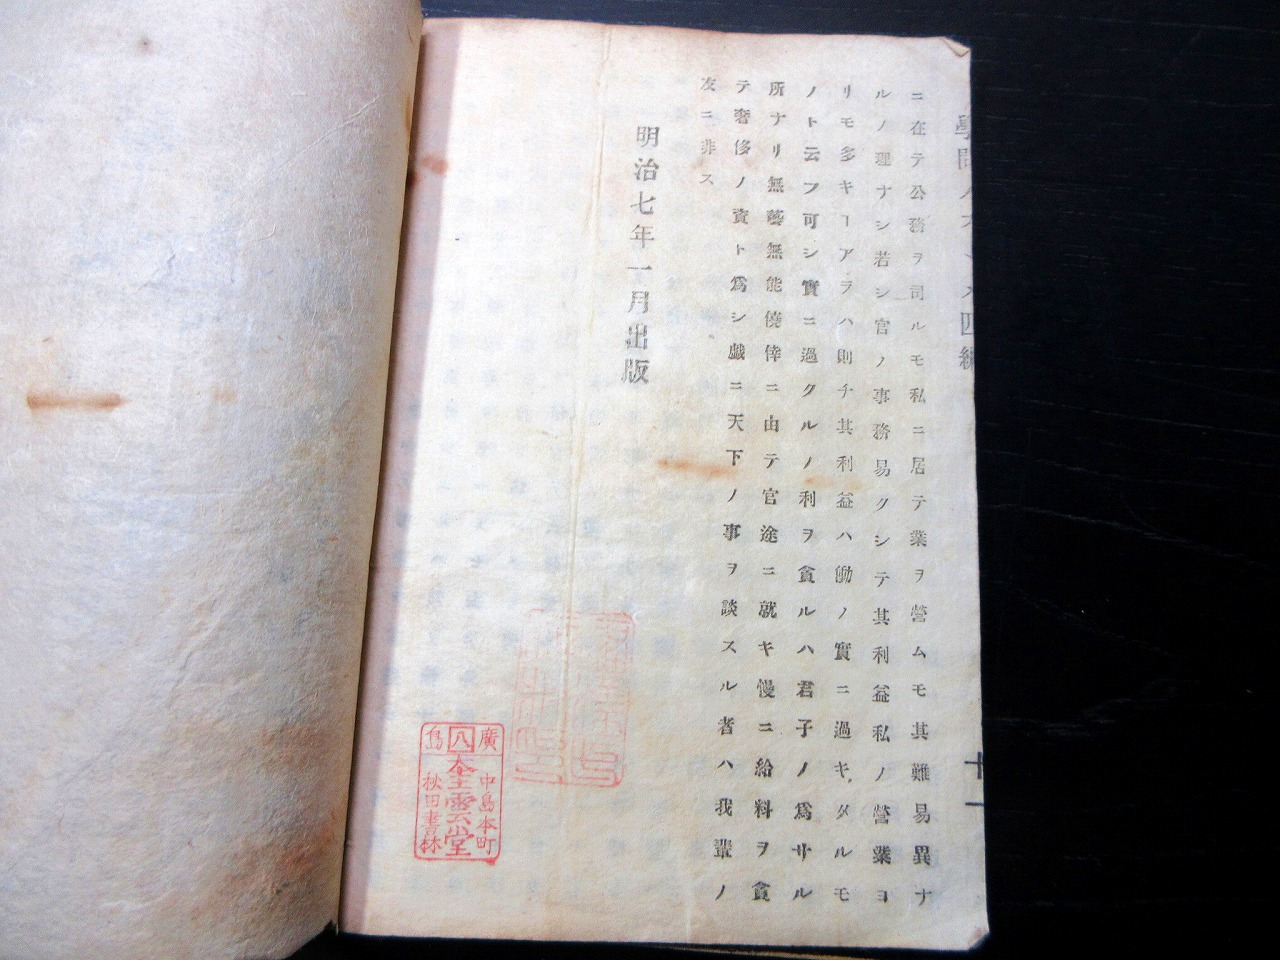 學問ノスヽメ四編
十一
ニ在テ公務ヲ司ルモ私ニ居テ業ヲ營ムモ其難易異ナ
ルノ理ナシ若シ官ノ事務易クシテ其利益私ノ營業ヨ
リモ多キヿアラハ則チ其利益ハ働ノ實ニ過キタルモ
ノト云フ可シ實ニ過クルノ利ヲ貪ルハ君子ノ爲サル
所ナリ無藝無能僥倖ニ由テ官途ニ就キ慢ニ給料ヲ貪
テ奢侈ノ資ト爲シ戯ニ天下ノ事ヲ談スル者ハ我輩ノ
友ニ非ス
明治七年一月出版
廣島
八
中島本町
雲堂
秋田書林